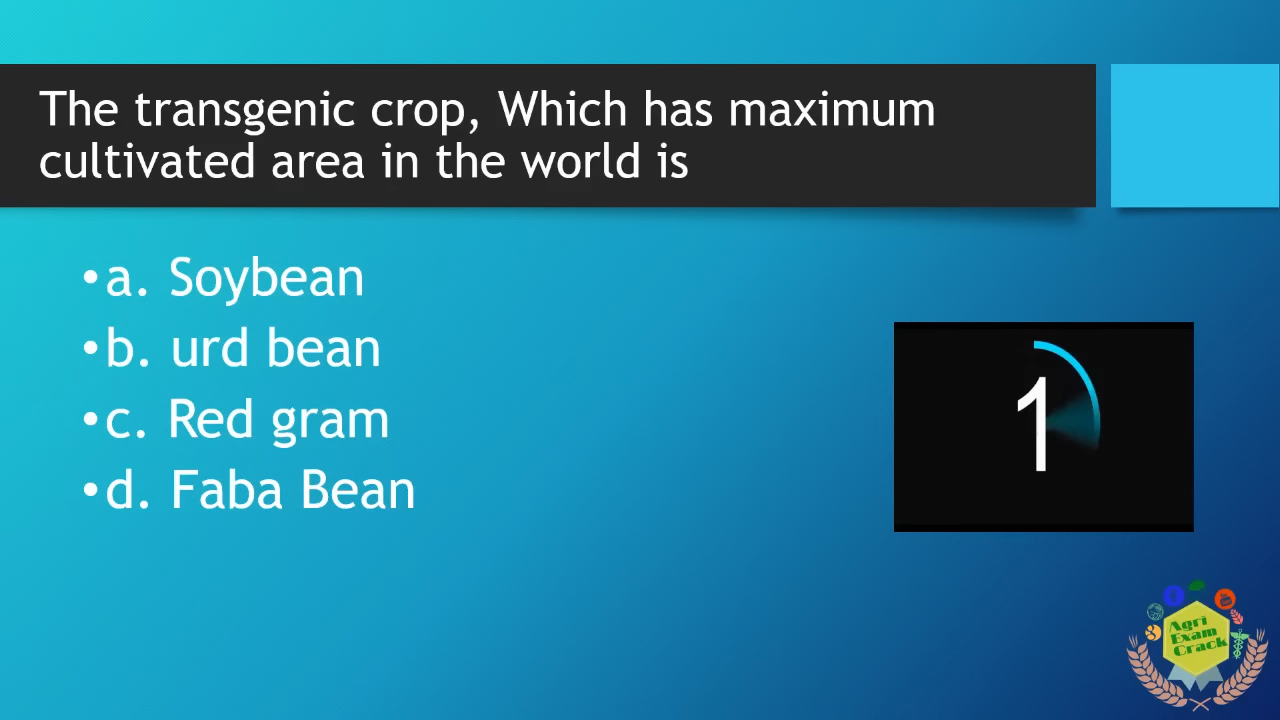 The transgenic crop, Which has maximum
cultivated area in the world is
•a. Soybean
•b. urd bean
•c. Red gram
•d. Faba Bean
1
Agri
Exam
Crack